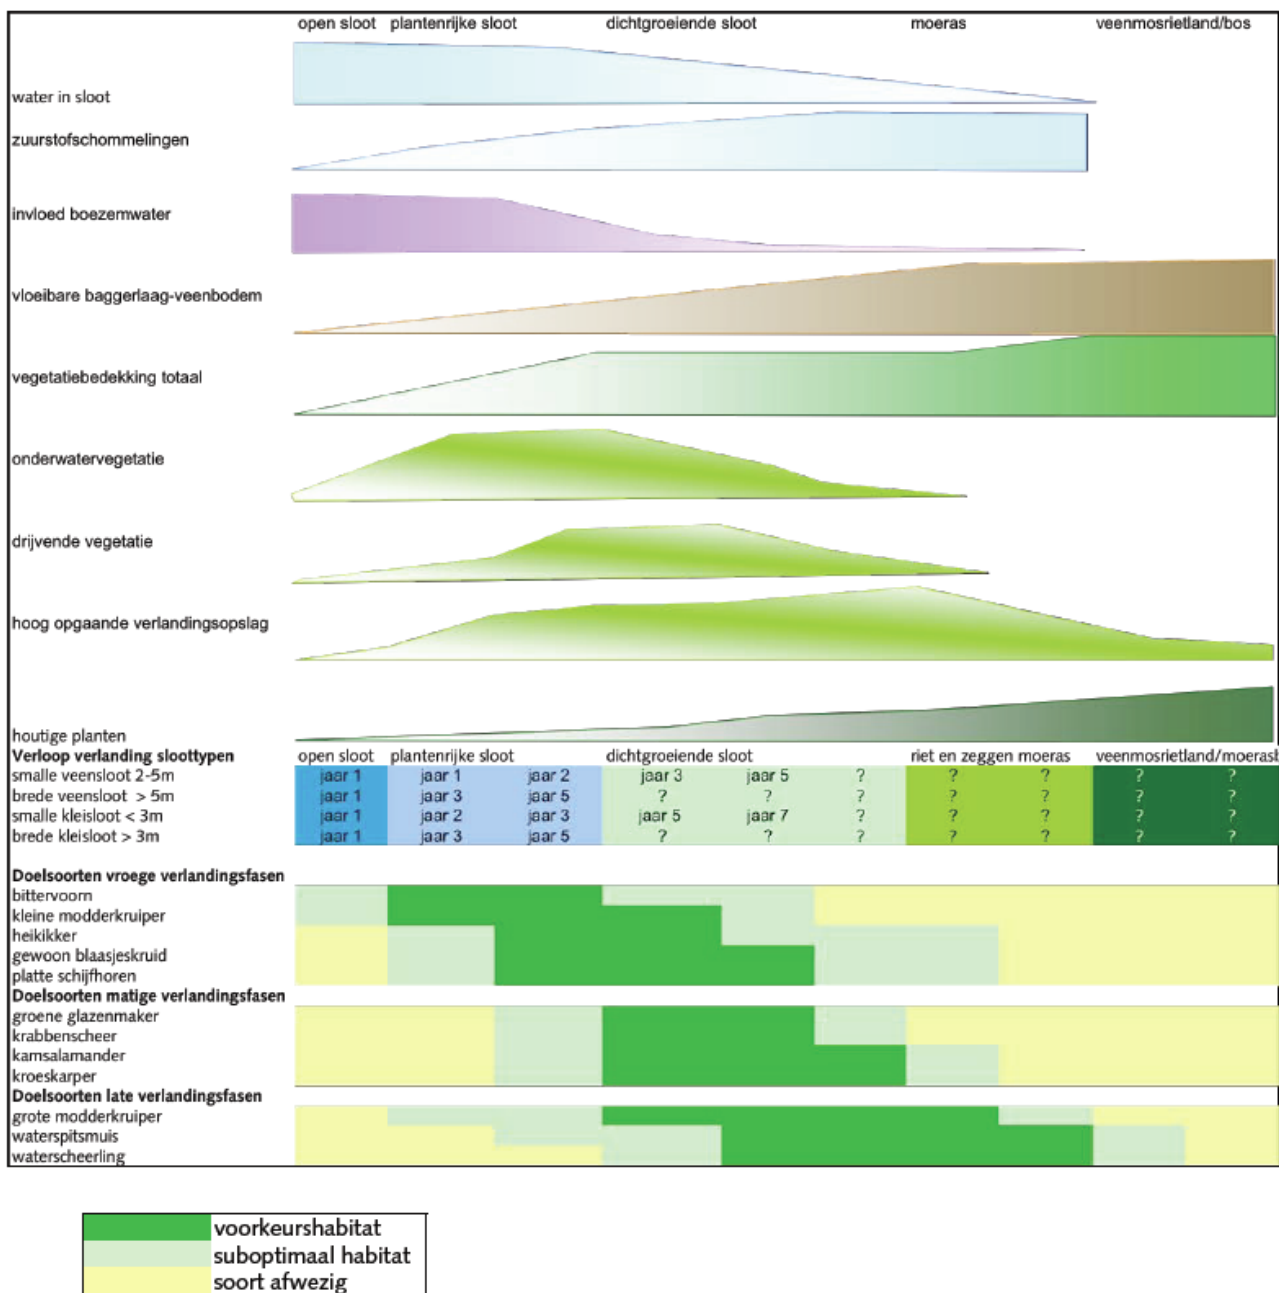 open sloot plantenrijke sloot dichtgroeiende sloot moeras veenmosrietland/bos
water in sloot
zuurstofschommelingen
invloed boezemwater
vloeibare baggerlaag-veenbodem
vegetatiebedekking totaal
onderwatervegetatie
drijvende vegetatie
hoog opgaande verlandingsopslag
houtige planten
Verloop verlanding sloottypen open sloot plantenrijke sloot dichtgroeiende sloot riet en zeggen moeras veenmosrietland/moerasb
smalle veensloot 2-5m jaar 1 jaar 1 jaar 2 jaar 3 jaar 5 ? ? ? ? ?
brede veensloot > 5m jaar 1 jaar 3 jaar 5 ? ? ? ? ? ? ?
smalle kleisloot < 3m jaar 1 jaar 2 jaar 3 jaar 5 jaar 7 ? ? ? ? ?
brede kleisloot > 3m jaar 1 jaar 3 jaar 5 ? ? ? ? ? ? ?
Doelsoorten vroege verlandingsfasen
bittervoorn
kleine modderkruiper
heikikker
gewoon blaasjeskruid
platte schijfhoren
Doelsoorten matige verlandingsfasen
groene glazenmaker
krabbenscheer
kamsalamander
kroeskarper
Doelsoorten late verlandingsfasen
grote modderkruiper
waterspitsmuis
waterscheerling
voorkeurshabitat
suboptimaal habitat
soort afwezig